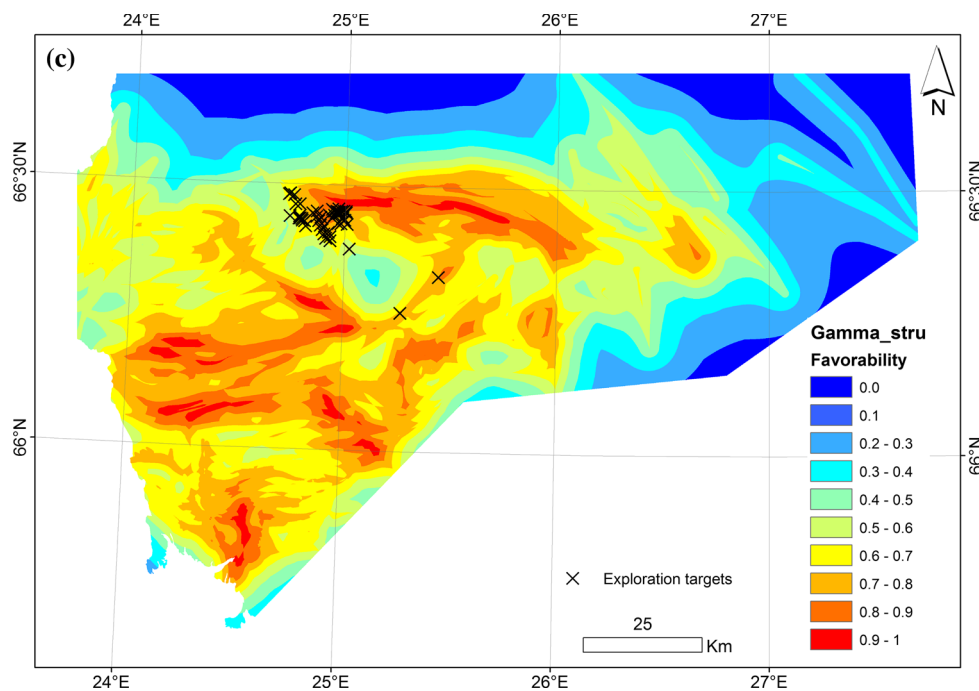 24°E 25°E 26°E 27°E
(c)
N
66°30'N 66°30'N
Gamma_stru
Favorability
0.0
0.1
0.2 - 0.3
0.3 - 0.4
0.4 - 0.5
0.5 - 0.6
0.6 - 0.7
0.7 - 0.8
0.8 - 0.9
0.9 - 1
66°N 66°N
Exploration targets
25
Km
24°E 25°E 26°E 27°E